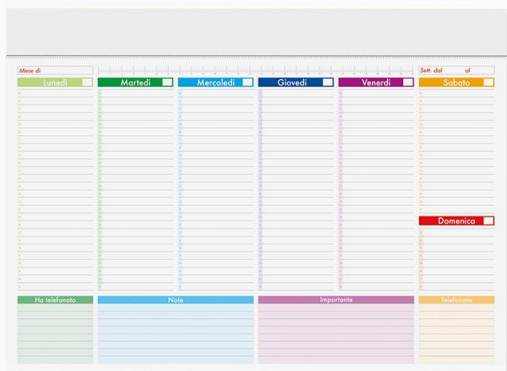 Mese di
Sett. dal al
Lunedì
Martedì
Mercoledì
Giovedì
Venerdì
Sabato
Domenica
Ha telefonato
Note
Importante
Telefonare